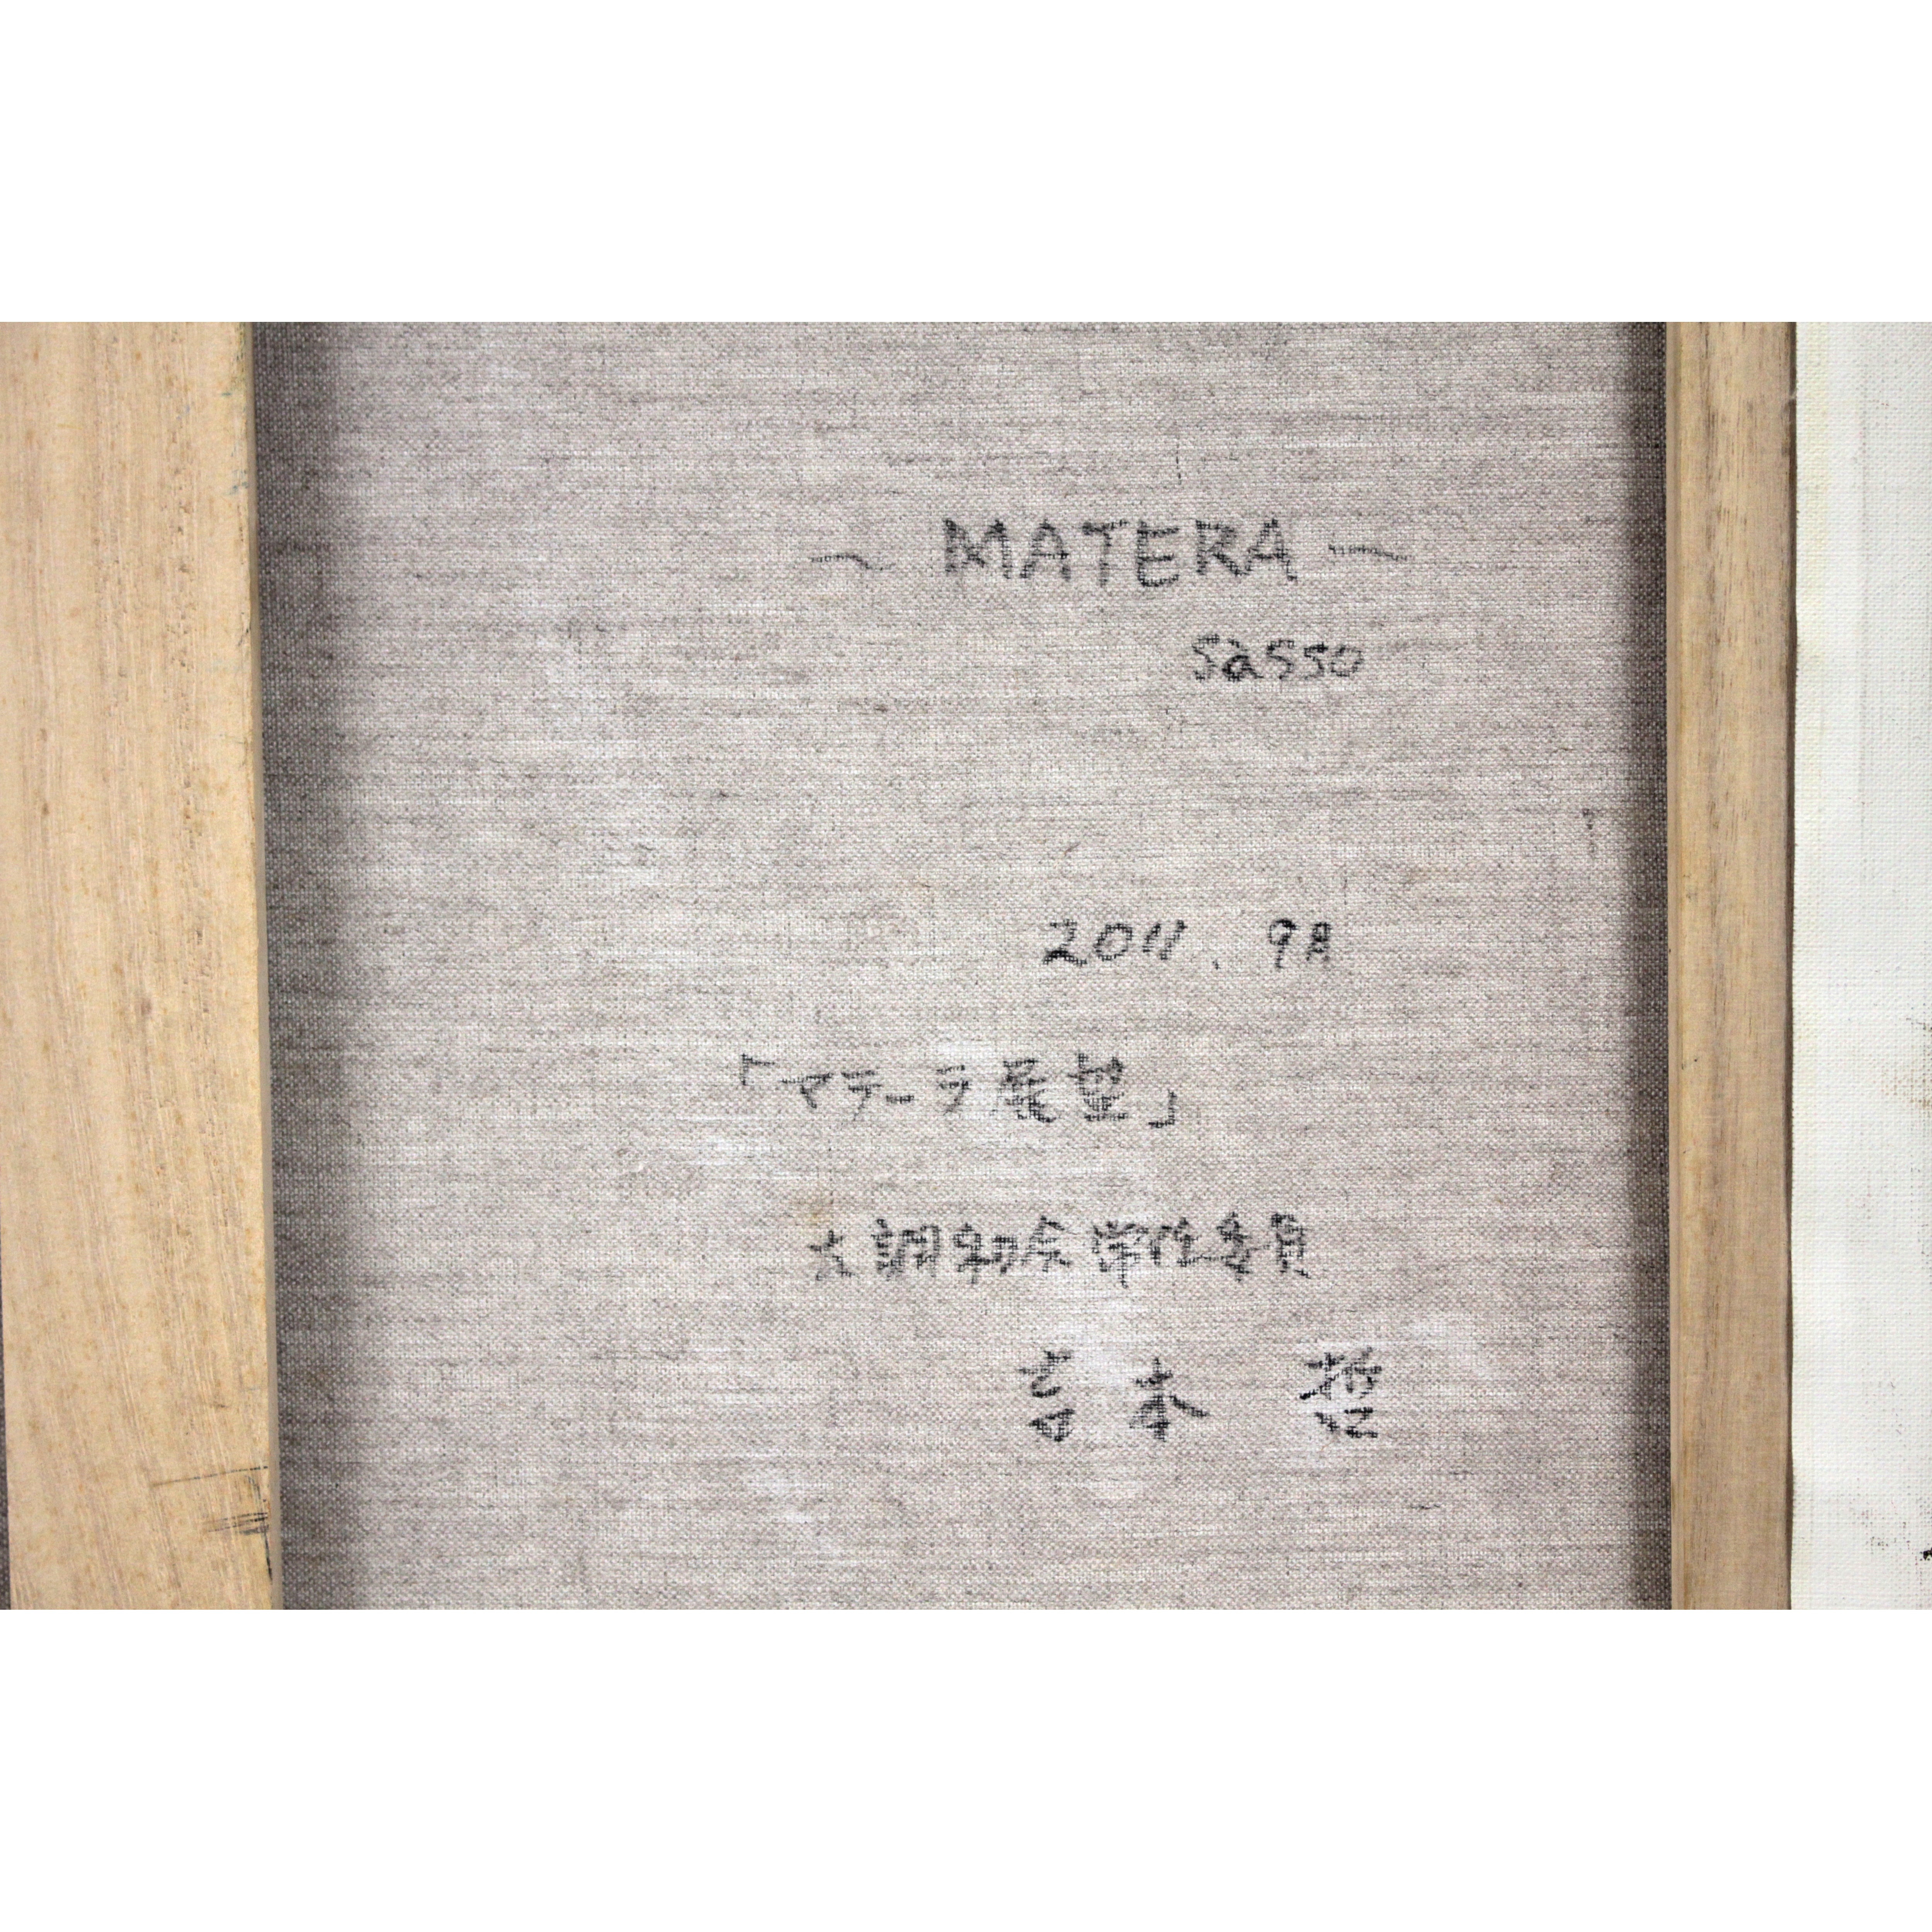 ～ MATERA ～
sasso
2011. 9月
「マテーラ展望」
大調和会常任委員
吉本 哲